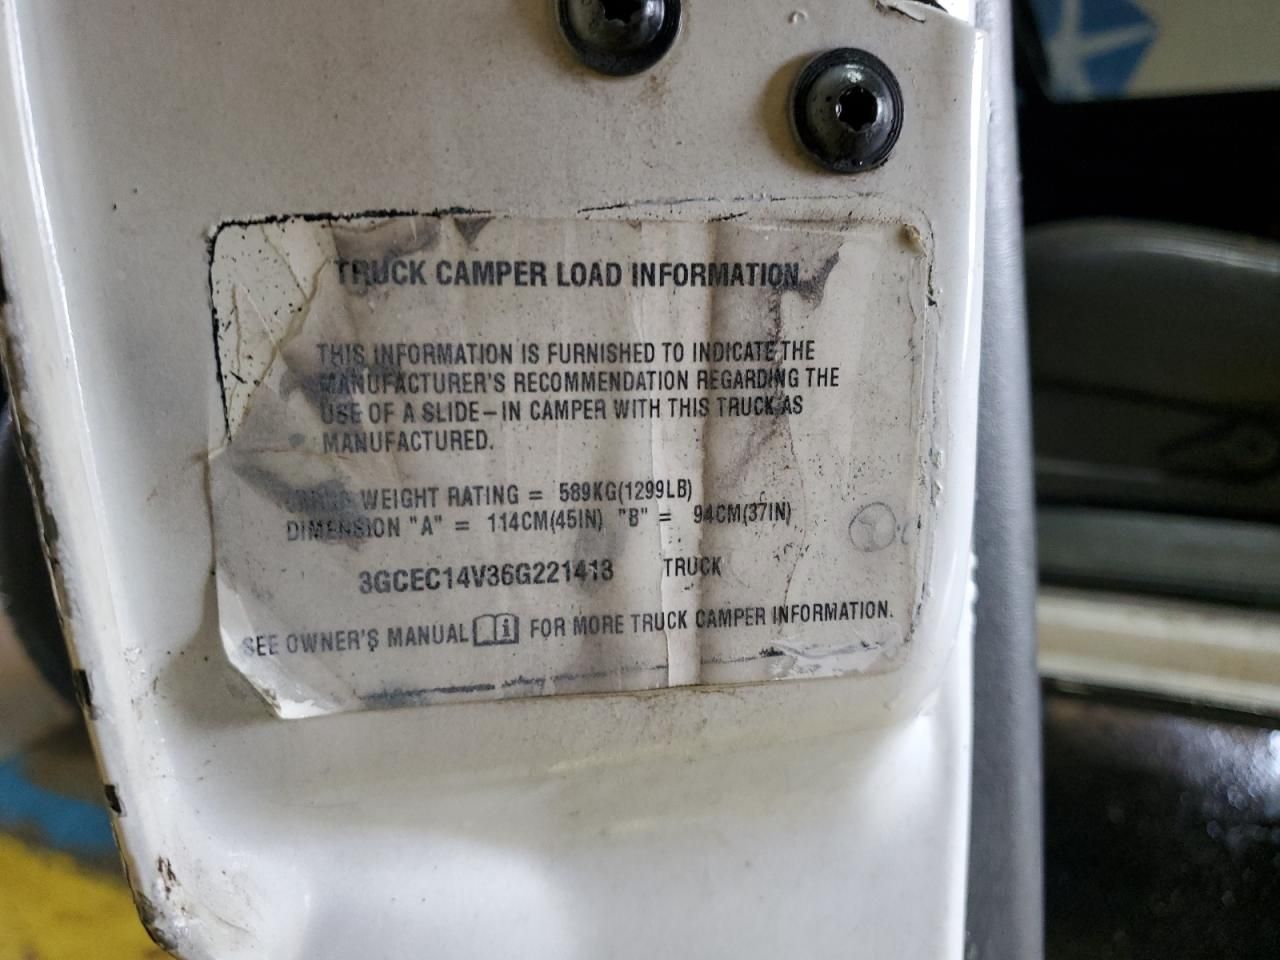 TRUCK CAMPER LOAD INFORMATION
THIS INFORMATION IS FURNISHED TO INDICATE THE
MANUFACTURER'S RECOMMENDATION REGARDING THE
USE OF A SLIDE-IN CAMPER WITH THIS TRUCK AS
MANUFACTURED.
CARGO WEIGHT RATING = 589KG(1299LB)
DIMENSION "A" = 114CM(45IN) "B" = 94CM(37IN)
3GCEC14V36G221413 TRUCK
SEE OWNER'S MANUAL FOR MORE TRUCK CAMPER INFORMATION.